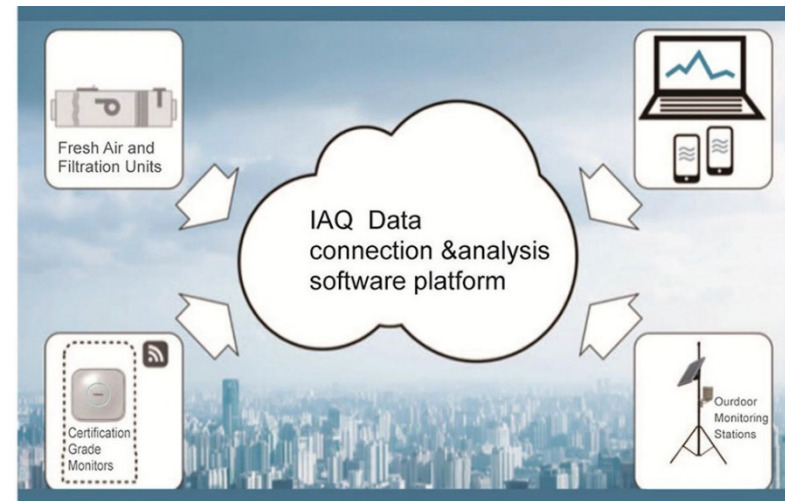 Fresh Air and
Filtration Units
IAQ Data
connection &analysis
software platform
Certification
Grade
Monitors
Ourdoor
Monitoring
Stations